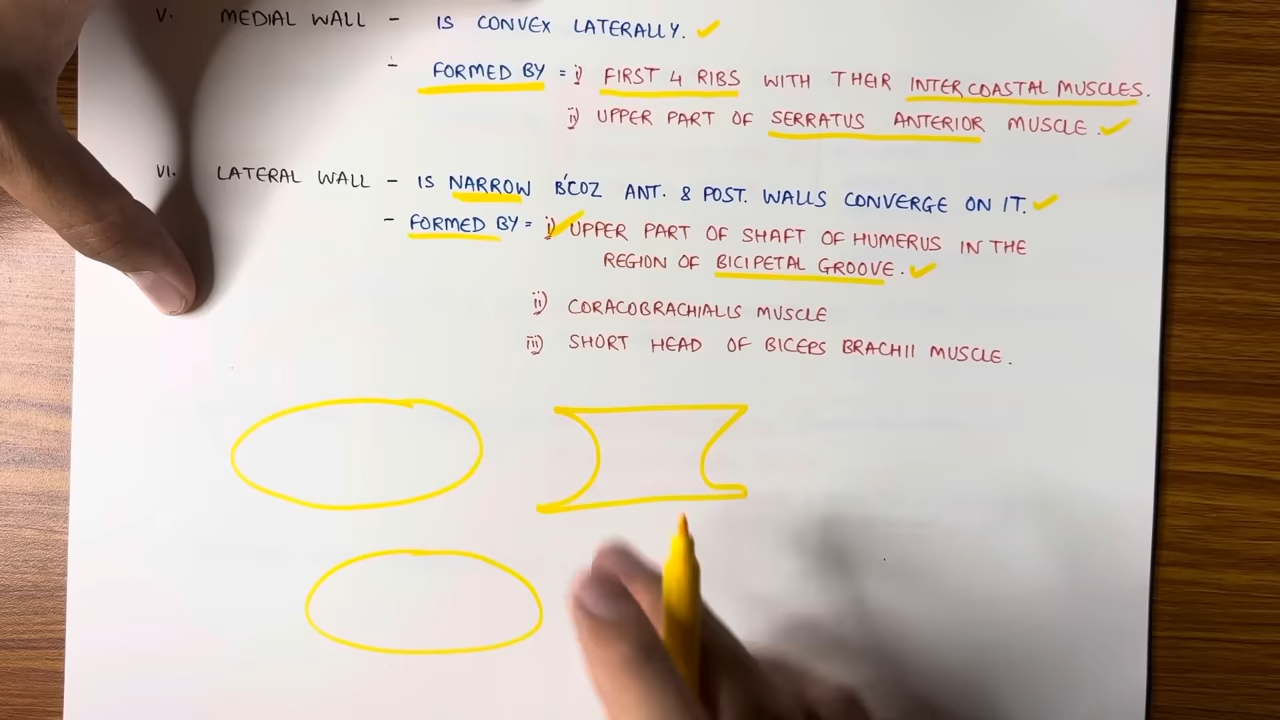 V. MEDIAL WALL - IS CONVEX LATERALLY.
- FORMED BY = i) FIRST 4 RIBS WITH THEIR INTERCOASTAL MUSCLES.
ii) UPPER PART OF SERRATUS ANTERIOR MUSCLE.
VI. LATERAL WALL - IS NARROW B'COZ ANT. & POST. WALLS CONVERGE ON IT.
- FORMED BY = i) UPPER PART OF SHAFT OF HUMERUS IN THE
REGION OF BICIPETAL GROOVE.
ii) CORACOBRACHIALIS MUSCLE
iii) SHORT HEAD OF BICEPS BRACHII MUSCLE.